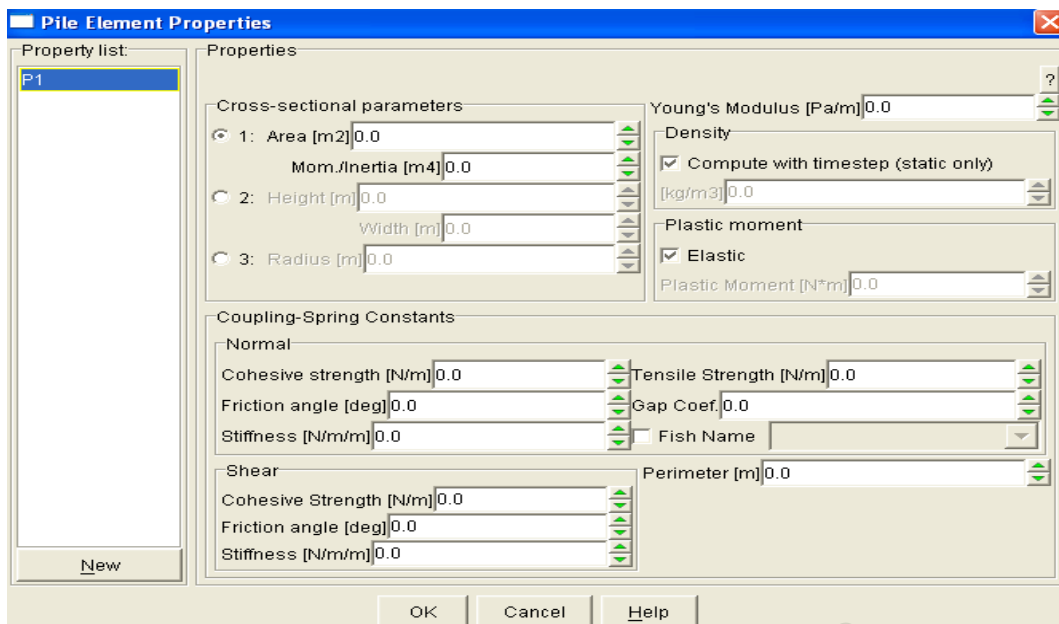 Pile Element Properties
Property list:
P1
New
Properties
?
Cross-sectional parameters
1: Area [m2] 0.0
Mom./Inertia [m4] 0.0
2: Height [m] 0.0
Width [m] 0.0
3: Radius [m] 0.0
Young's Modulus [Pa/m] 0.0
Density
Compute with timestep (static only)
[kg/m3] 0.0
Plastic moment
Elastic
Plastic Moment [N*m] 0.0
Coupling-Spring Constants
Normal
Cohesive strength [N/m] 0.0
Tensile Strength [N/m] 0.0
Friction angle [deg] 0.0
Gap Coef. 0.0
Stiffness [N/m/m] 0.0
Fish Name
Shear
Cohesive Strength [N/m] 0.0
Friction angle [deg] 0.0
Stiffness [N/m/m] 0.0
Perimeter [m] 0.0
OK Cancel Help